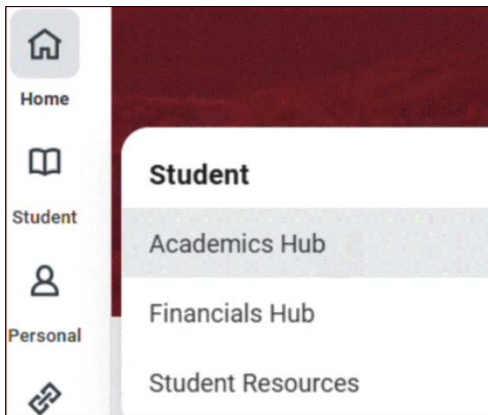 Home
Student
Personal
Student
Academics Hub
Financials Hub
Student Resources